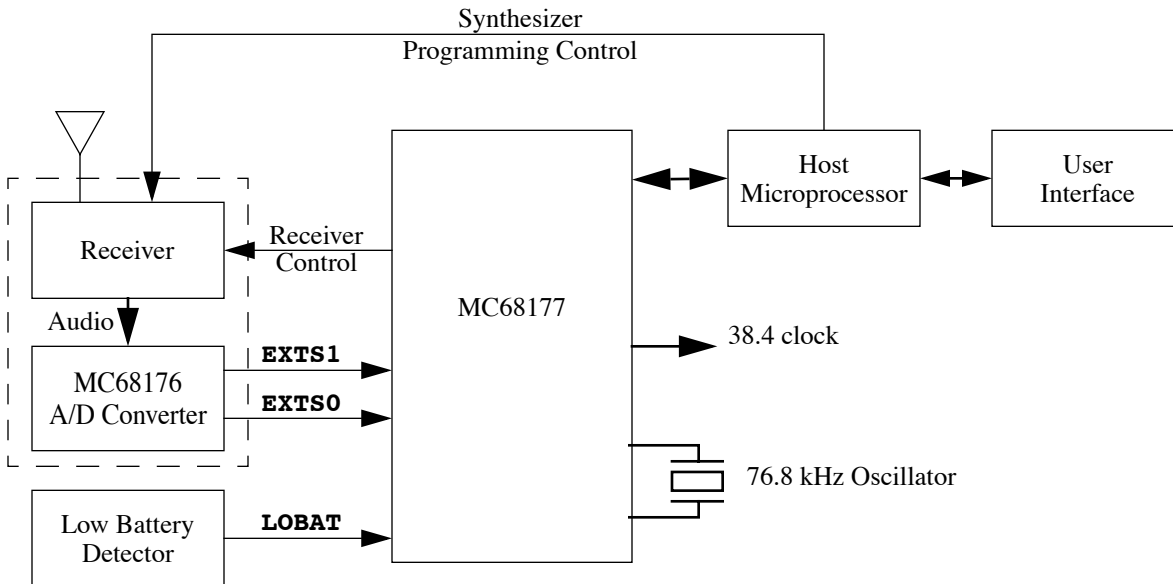 Synthesizer
Programming Control
Host
Microprocessor
User
Interface
Receiver
Receiver
Control
MC68177
Audio
38.4 clock
MC68176
A/D Converter
EXTS1
EXTS0
76.8 kHz Oscillator
Low Battery
Detector
LOBAT